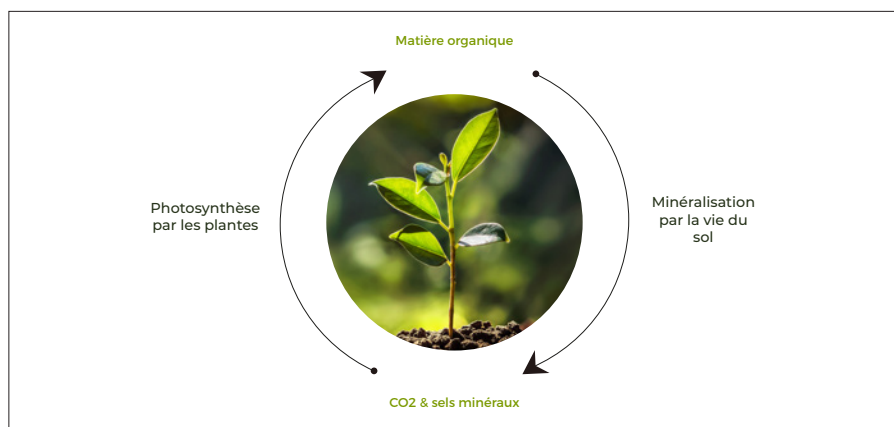 Matière organique
Photosynthèse
par les plantes
Minéralisation
par la vie du
sol
CO2 & sels minéraux